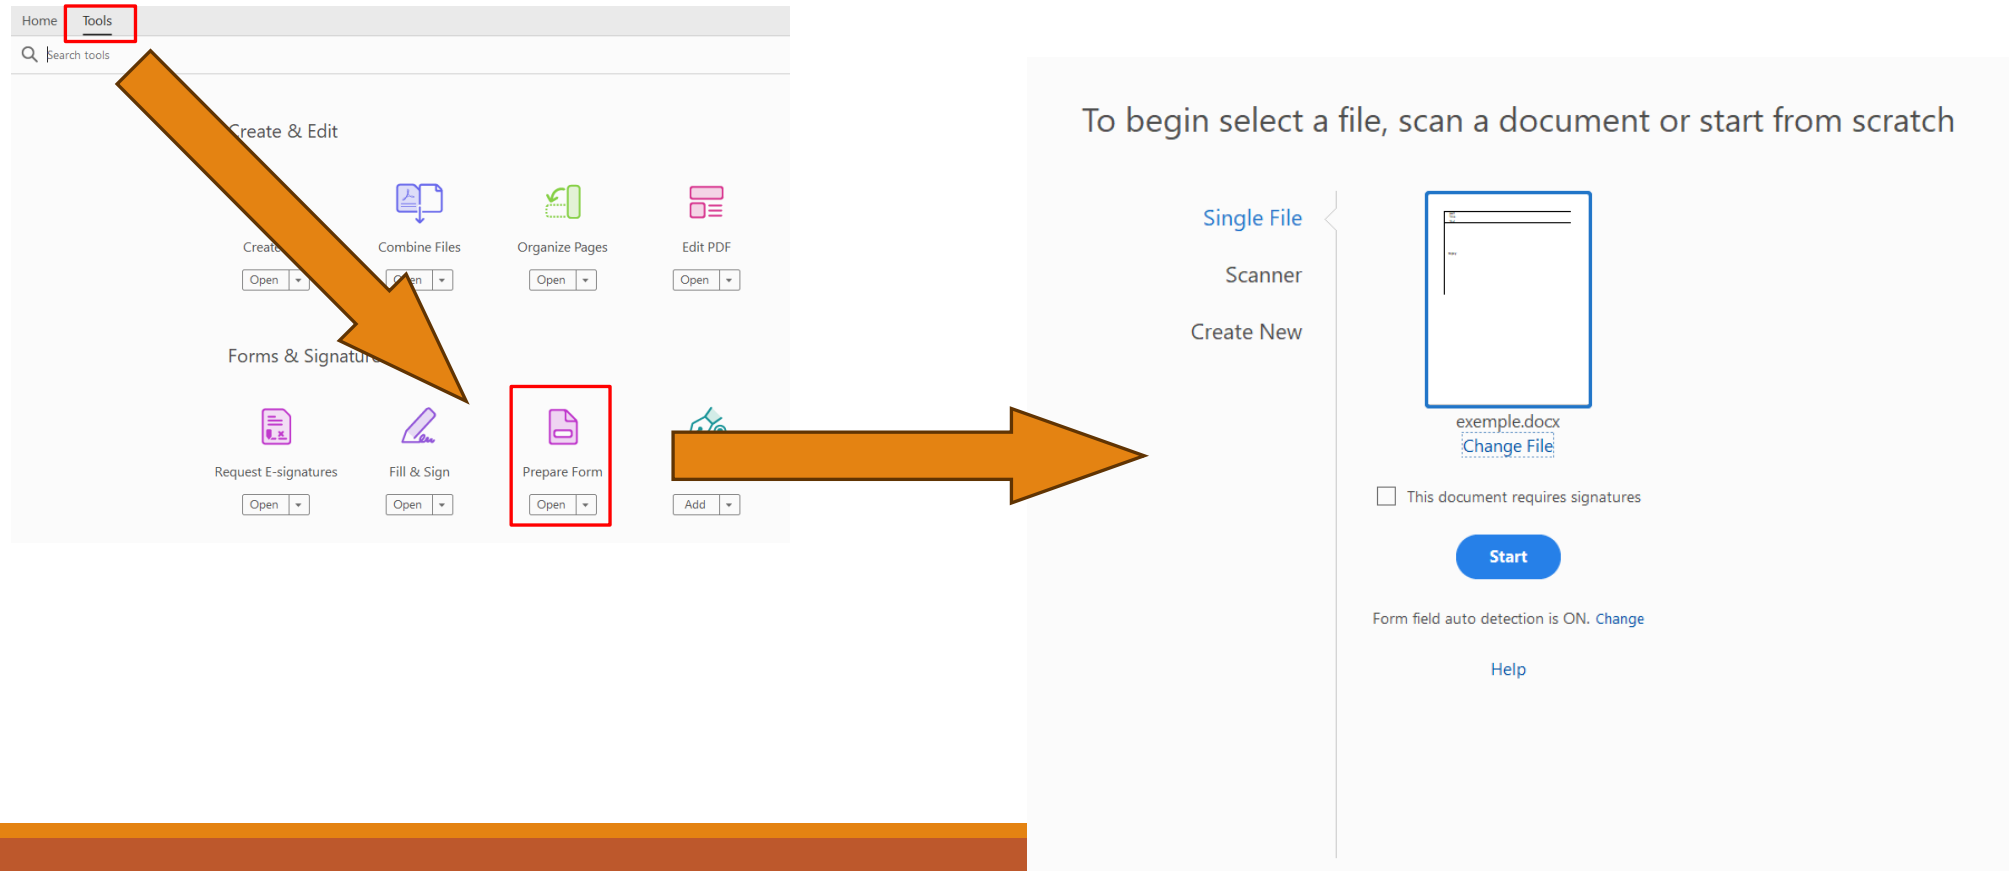 Home Tools
Search tools
Create & Edit
Create
Combine Files
Organize Pages
Edit PDF
Open
Open
Open
Open
Forms & Signature
Request E-signatures
Fill & Sign
Prepare Form
Open
Open
Open
Add
To begin select a file, scan a document or start from scratch
Single File
Scanner
Create New
exemple.docx
Change File
This document requires signatures
Start
Form field auto detection is ON. Change
Help